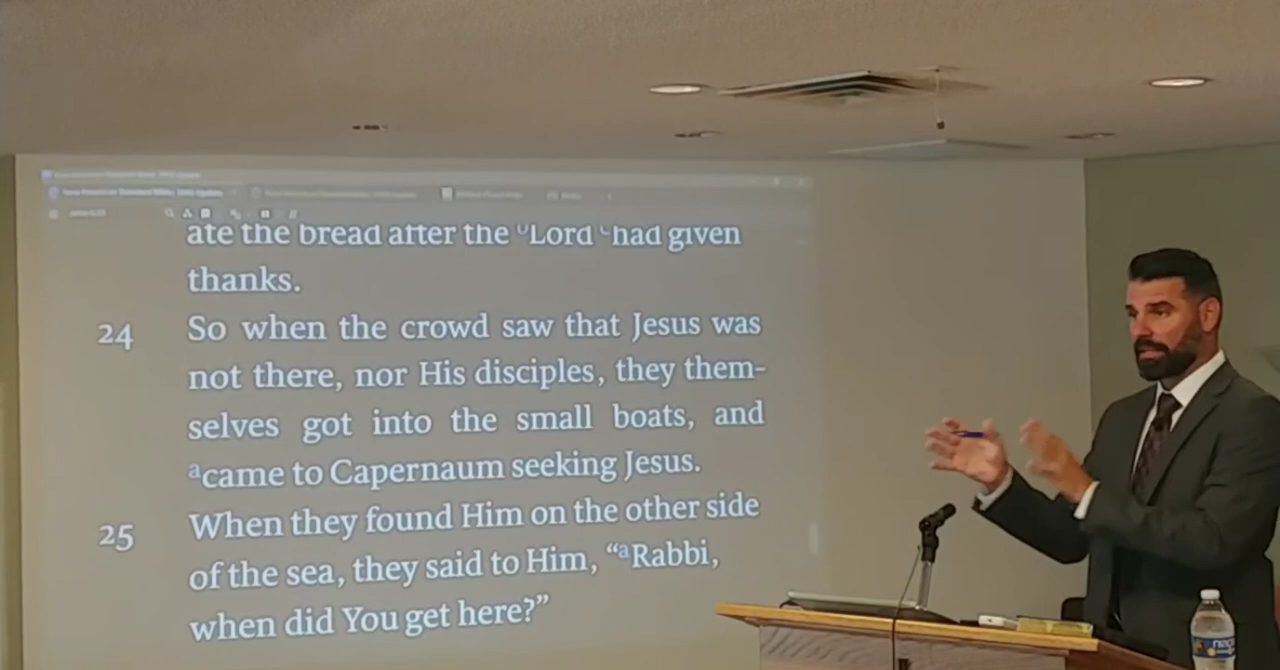 ate the bread after the ᵘLord ᶜhad given
thanks.
24 So when the crowd saw that Jesus was
not there, nor His disciples, they them-
selves got into the small boats, and
ᵃcame to Capernaum seeking Jesus.
25 When they found Him on the other side
of the sea, they said to Him, “ᵃRabbi,
when did You get here?”